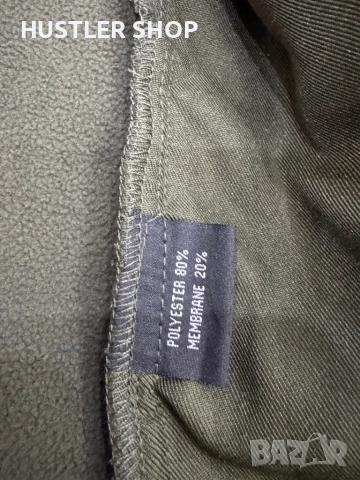 HUSTLER SHOP
POLYESTER 80%
MEMBRANE 20%
BAZAR